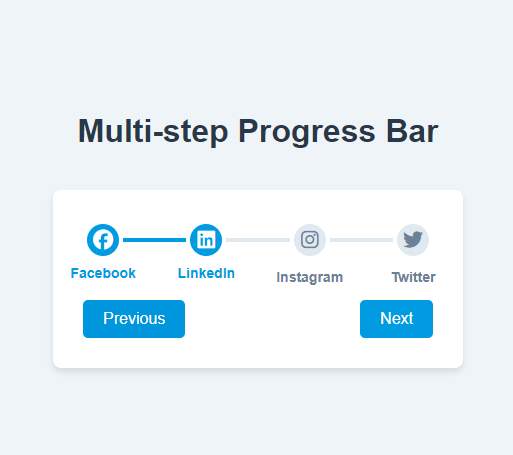 Multi-step Progress Bar
Facebook LinkedIn Instagram Twitter
Previous Next